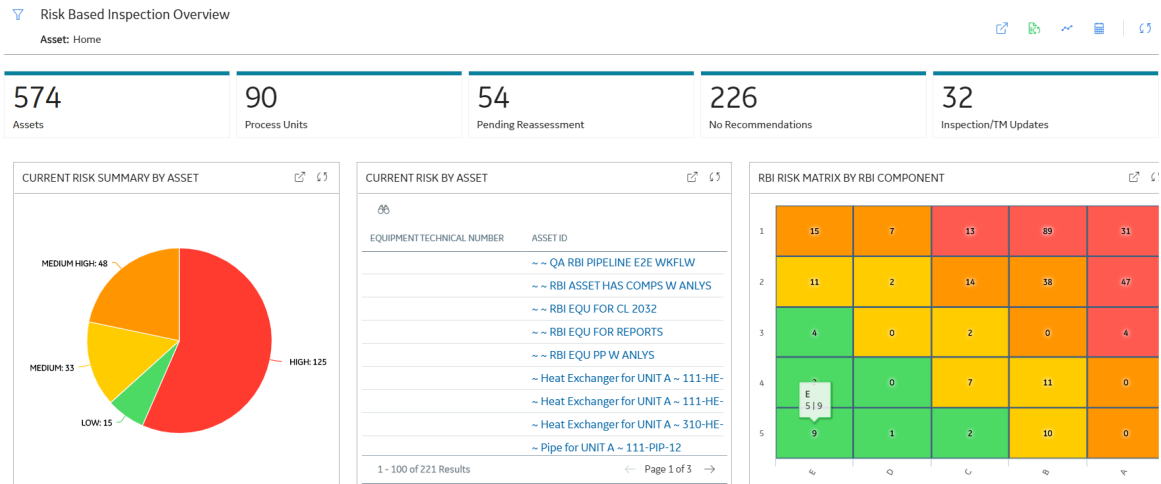 Risk Based Inspection Overview
Asset: Home
574
Assets
90
Process Units
54
Pending Reassessment
226
No Recommendations
32
Inspection/TM Updates
CURRENT RISK SUMMARY BY ASSET
MEDIUM HIGH: 48
MEDIUM: 33
LOW: 15
HIGH: 125
CURRENT RISK BY ASSET
EQUIPMENT TECHNICAL NUMBER ASSET ID
~ ~ QA RBI PIPELINE E2E WKFLW
~ ~ RBI ASSET HAS COMPS W ANLYS
~ ~ RBI EQU FOR CL 2032
~ ~ RBI EQU FOR REPORTS
~ ~ RBI EQU PP W ANLYS
~ Heat Exchanger for UNIT A ~ 111-HE-
~ Heat Exchanger for UNIT A ~ 111-HE-
~ Heat Exchanger for UNIT A ~ 310-HE-
~ Pipe for UNIT A ~ 111-PIP-12
1 - 100 of 221 Results Page 1 of 3
RBI RISK MATRIX BY RBI COMPONENT
1 15 7 13 89 31
2 11 2 14 38 47
3 4 0 2 0 4
4 0 7 11 0
E
5 | 9
5 9 1 2 10 0
E D C B A